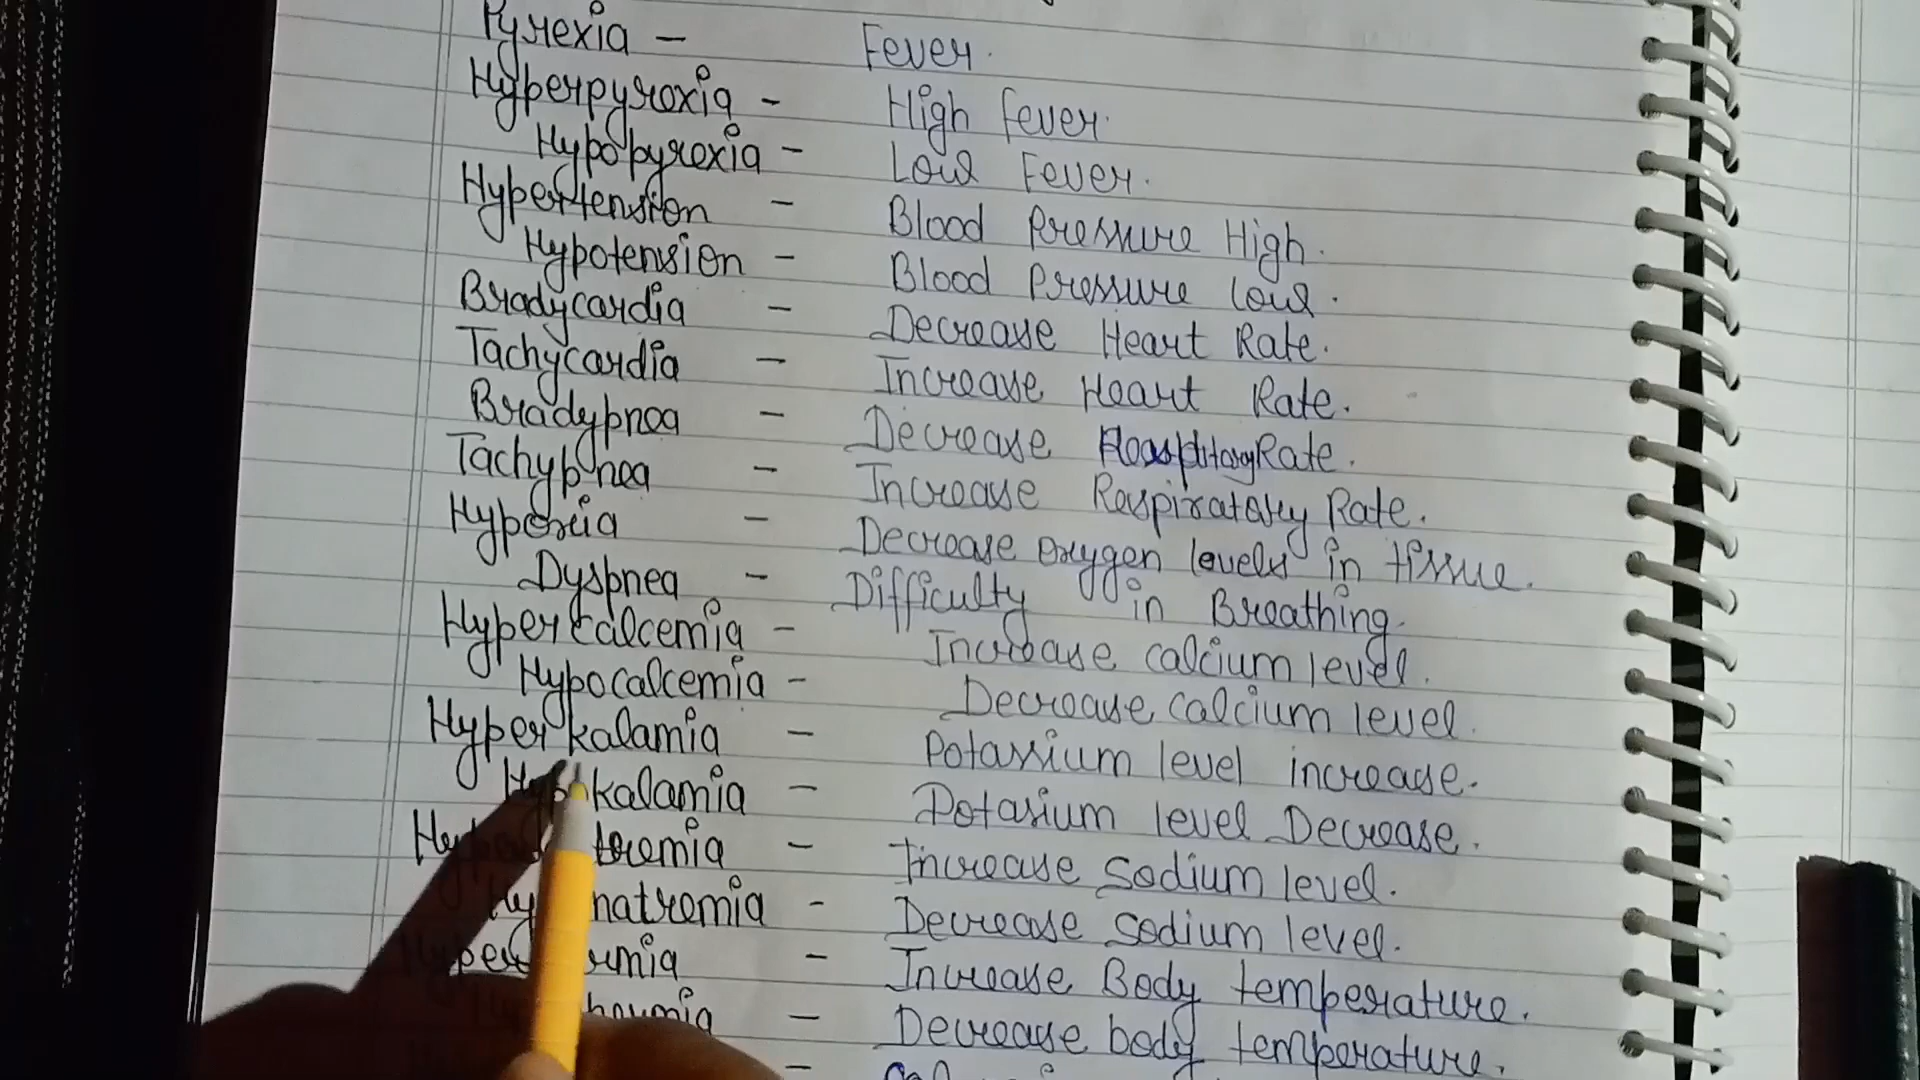 Pyrexia - Fever.
Hyperpyroxia - High fever.
Hypopyrexia - Low Fever.
Hypertension - Blood Pressure High.
Hypotension - Blood Pressure low.
Bradycardia - Decrease Heart Rate.
Tachycardia - Increase Heart Rate.
Bradypnea - Decrease Rate.
Tachypnea - Increase Respiratory Rate.
Hypoxia - Decrease oxygen levels in tissue.
Dyspnea - Difficulty in Breathing.
Hypercalcemia - Increase calcium level.
Hypocalcemia - Decrease calcium level.
Hyperkalamia - Potassium level increase.
Hypokalamia - Potasium level Decrease.
- Increase Sodium level.
- Decrease Sodium level.
- Increase Body temperature.
- Decrease body temperature.